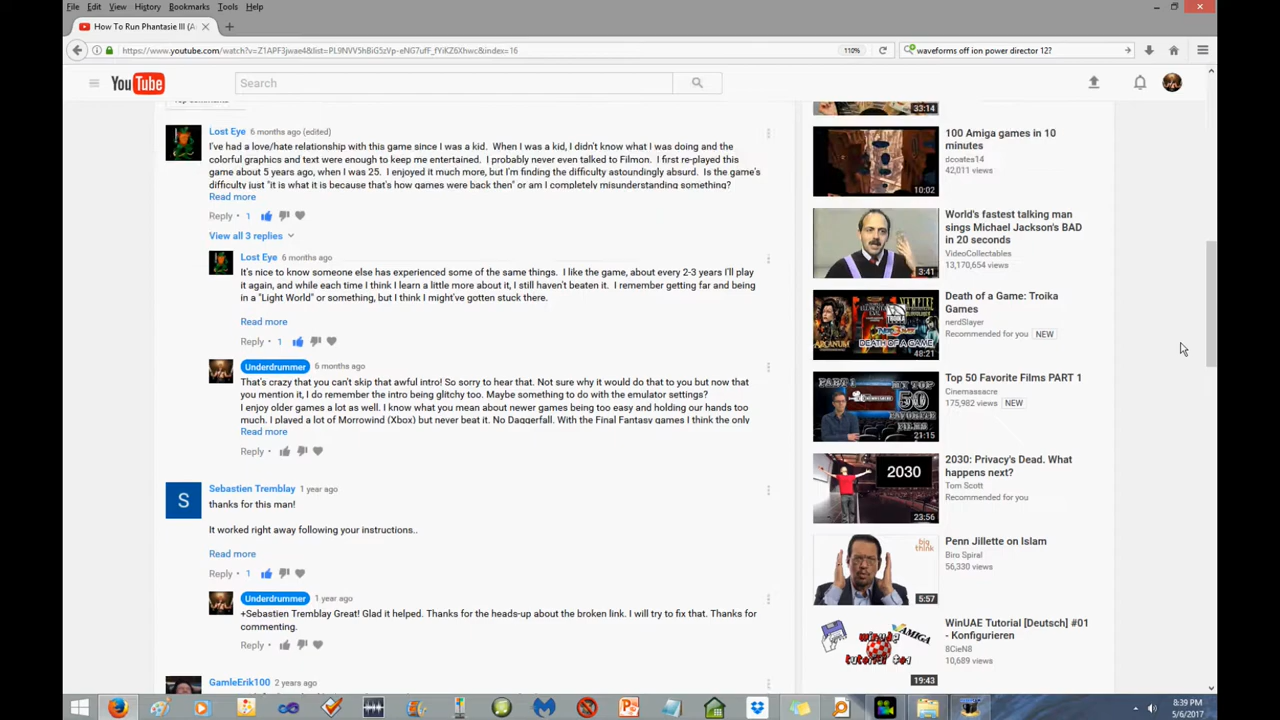 File Edit View History Bookmarks Tools Help
How To Run Phantasie III (A
https://www.youtube.com/watch?v=Z1APF3jwae4&list=PL9NVV5hBiG5zVp-eNG7ufF_fYiKZ6Xhwc&index=16
110%
waveforms off ion power director 12?
YouTube
Search
Top comments
Lost Eye 6 months ago (edited)
I've had a love/hate relationship with this game since I was a kid. When I was a kid, I didn't know what I was doing and the
colorful graphics and text were enough to keep me entertained. I probably never even talked to Filmon. I first re-played this
game about 5 years ago, when I was 25. I enjoyed it much more, but I'm finding the difficulty astoundingly absurd. Is the game's
difficulty just "it is what it is because that's how games were back then" or am I completely misunderstanding something?
Read more
Reply • 1
View all 3 replies
Lost Eye 6 months ago
It's nice to know someone else has experienced some of the same things. I like the game, about every 2-3 years I'll play
it again, and while each time I think I learn a little more about it, I still haven't beaten it. I remember getting far and being
in a "Light World" or something, but I think I might've gotten stuck there.
Read more
Reply • 1
Underdrummer 6 months ago
That's crazy that you can't skip that awful intro! So sorry to hear that. Not sure why it would do that to you but now that
you mention it, I do remember the intro being glitchy too. Maybe something to do with the emulator settings?
I enjoy older games a lot as well. I know what you mean about newer games being too easy and holding our hands too
much. I played a lot of Morrowind (Xbox) but never beat it. No Daggerfall. With the Final Fantasy games I think the only
Read more
Reply •
S
Sebastien Tremblay 1 year ago
thanks for this man!
It worked right away following your instructions..
Read more
Reply • 1
Underdrummer 1 year ago
+Sebastien Tremblay Great! Glad it helped. Thanks for the heads-up about the broken link. I will try to fix that. Thanks for
commenting.
Reply •
GamleErik100 2 years ago
33:14
100 Amiga games in 10
minutes
dcoates14
42,011 views
10:02
World's fastest talking man
sings Michael Jackson's BAD
in 20 seconds
VideoCollectables
13,170,654 views
3:41
Death of a Game: Troika
Games
nerdSlayer
Recommended for you NEW
ARCANUM
DEATH OF A GAME
48:21
Top 50 Favorite Films PART 1
Cinemassacre
175,982 views NEW
PART 1
MY TOP
50
FAVORITE
FILMS
21:15
2030: Privacy's Dead. What
happens next?
Tom Scott
Recommended for you
2030
23:56
Penn Jillette on Islam
Biro Spiral
56,330 views
big
think
5:57
WinUAE Tutorial [Deutsch] #01
- Konfigurieren
8CieN8
10,689 views
AMIGA
winuae
tutorial #01
19:43
8:39 PM
5/6/2017